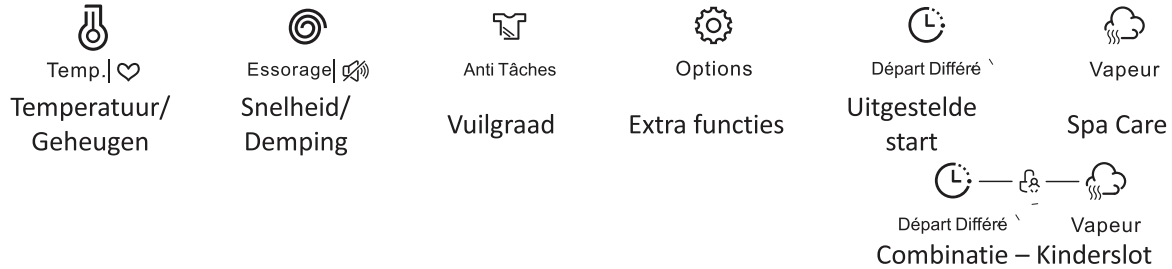 Temp. Essorage Anti Tâches Options Départ Différé Vapeur
Temperatuur/ Snelheid/ Vuilgraad Extra functies Uitgestelde Spa Care
Geheugen Demping start
Départ Différé Vapeur
Combinatie – Kinderslot